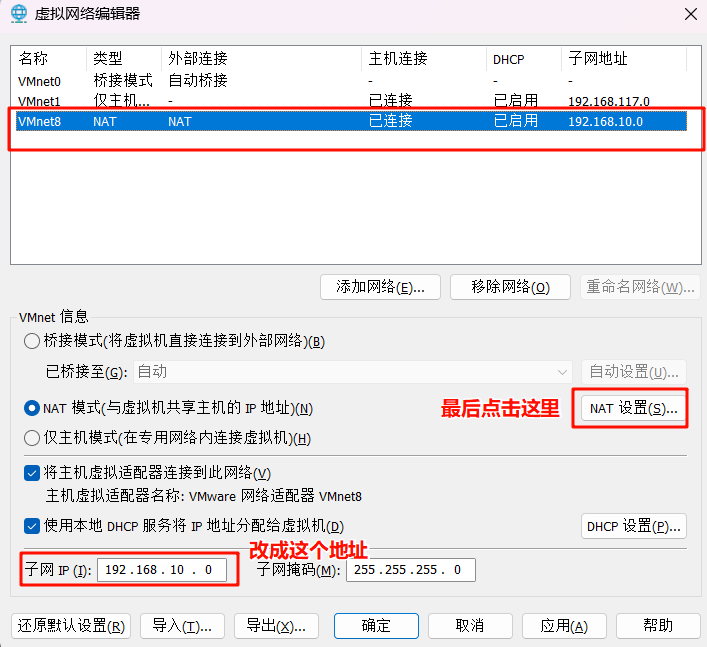 虚拟网络编辑器
名称 类型 外部连接 主机连接 DHCP 子网地址
VMnet0 桥接模式 自动桥接 - - -
VMnet1 仅主机... - 已连接 已启用 192.168.117.0
VMnet8 NAT NAT 已连接 已启用 192.168.10.0
添加网络(E)... 移除网络(O) 重命名网络(W)...
VMnet 信息
桥接模式(将虚拟机直接连接到外部网络)(B)
已桥接至(G): 自动 自动设置(U)...
NAT 模式(与虚拟机共享主机的 IP 地址)(N) 最后点击这里 NAT 设置(S)...
仅主机模式(在专用网络内连接虚拟机)(H)
将主机虚拟适配器连接到此网络(V)
主机虚拟适配器名称: VMware 网络适配器 VMnet8
使用本地 DHCP 服务将 IP 地址分配给虚拟机(D) DHCP 设置(P)...
改成这个地址
子网 IP (I): 192.168.10.0 子网掩码(M): 255.255.255.0
还原默认设置(R) 导入(T)... 导出(X)... 确定 取消 应用(A) 帮助